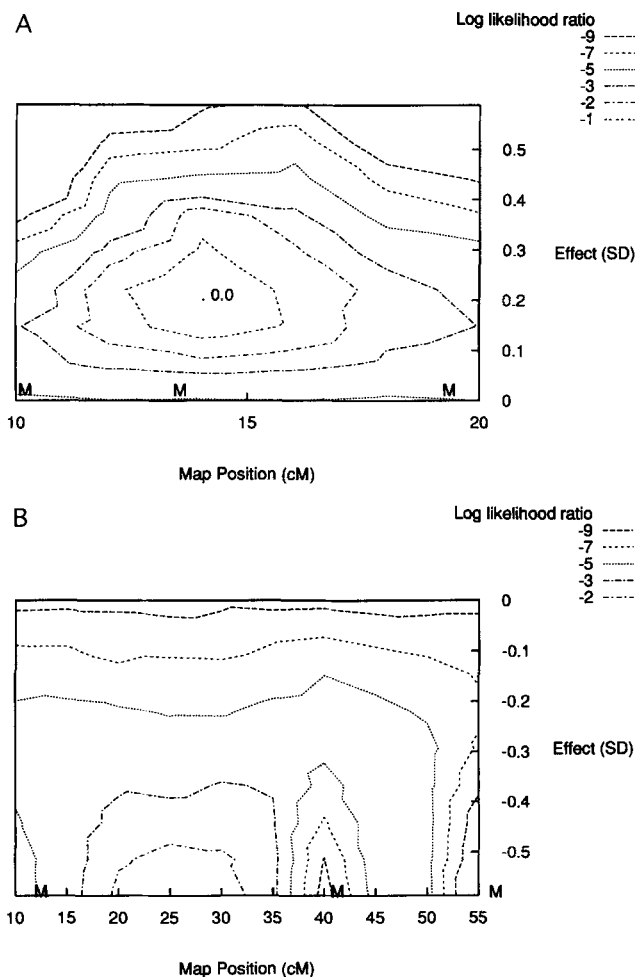 A
Log likelihood ratio
-9
-7
-5
-3
-2
-1
0.5
0.4
0.3
Effect (SD)
. 0.0
0.2
0.1
M M M
0
10 15 20
Map Position (cM)
B
Log likelihood ratio
-9
-7
-5
-3
-2
0
-0.1
-0.2
-0.3
Effect (SD)
-0.4
-0.5
M M M
10 15 20 25 30 35 40 45 50 55
Map Position (cM)